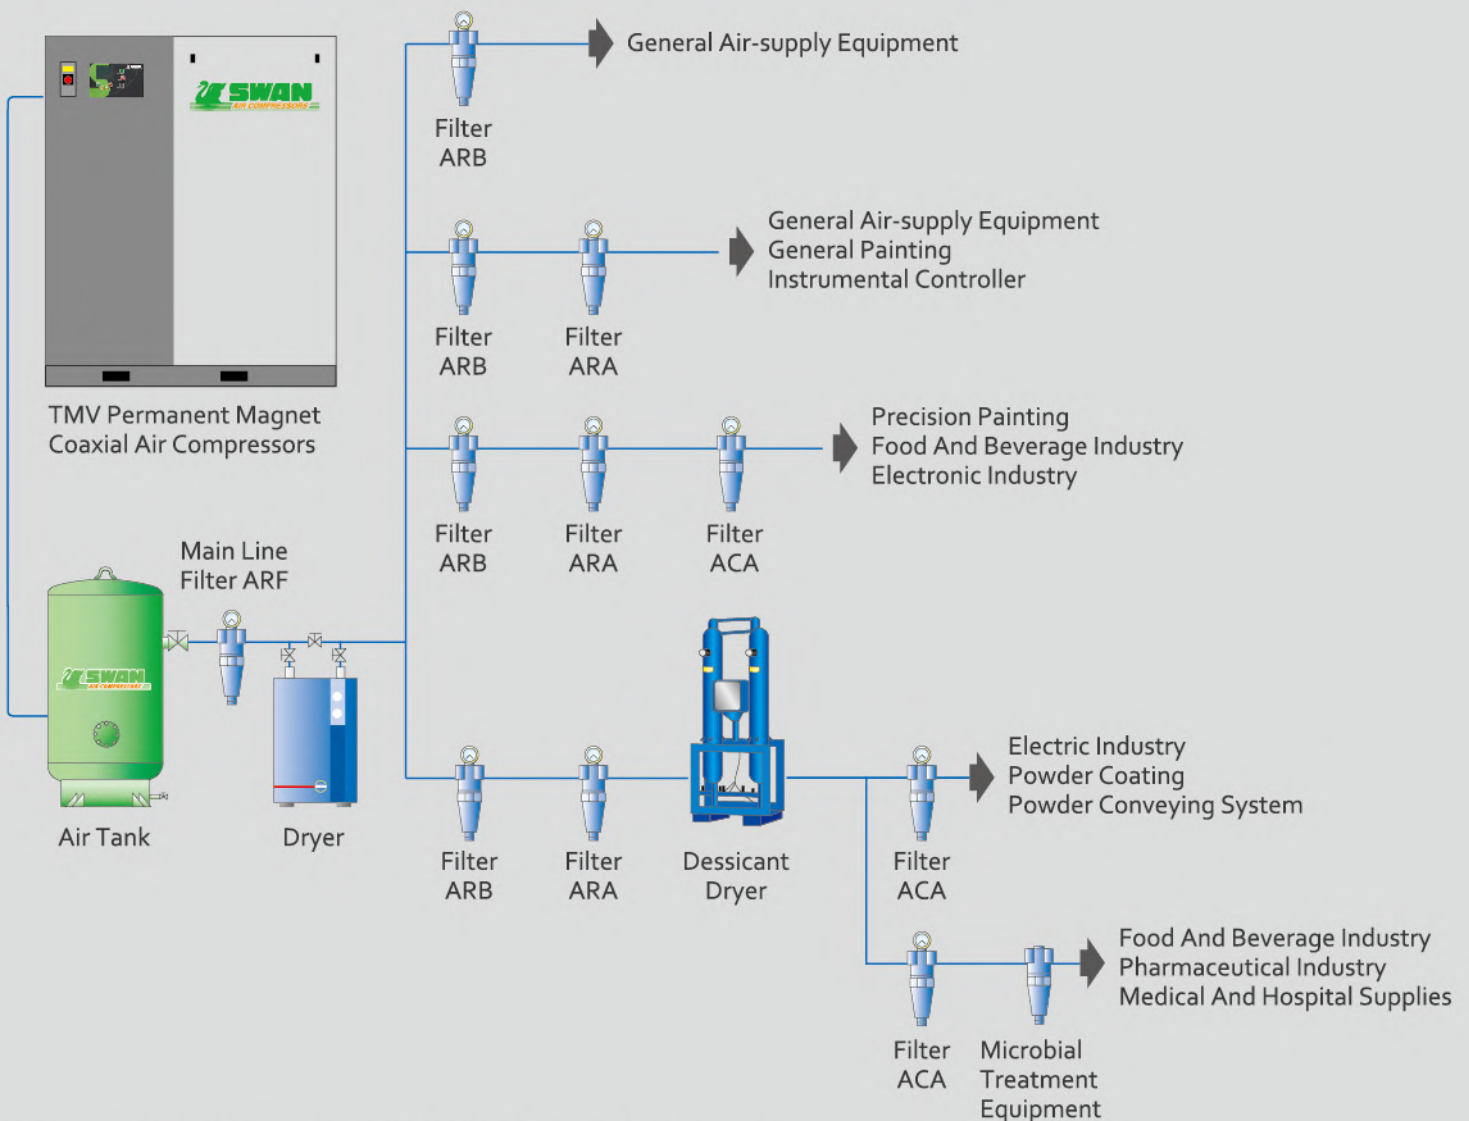 General Air-supply Equipment
SWAN
AIR COMPRESSORS
Filter
ARB
General Air-supply Equipment
General Painting
Instrumental Controller
Filter
ARB
Filter
ARA
TMV Permanent Magnet
Coaxial Air Compressors
Precision Painting
Food And Beverage Industry
Electronic Industry
Filter
ARB
Filter
ARA
Filter
ACA
Main Line
Filter ARF
SWAN
AIR COMPRESSORS
Air Tank
Dryer
Electric Industry
Powder Coating
Powder Conveying System
Filter
ARB
Filter
ARA
Dessicant
Dryer
Filter
ACA
Food And Beverage Industry
Pharmaceutical Industry
Medical And Hospital Supplies
Filter
ACA
Microbial
Treatment
Equipment